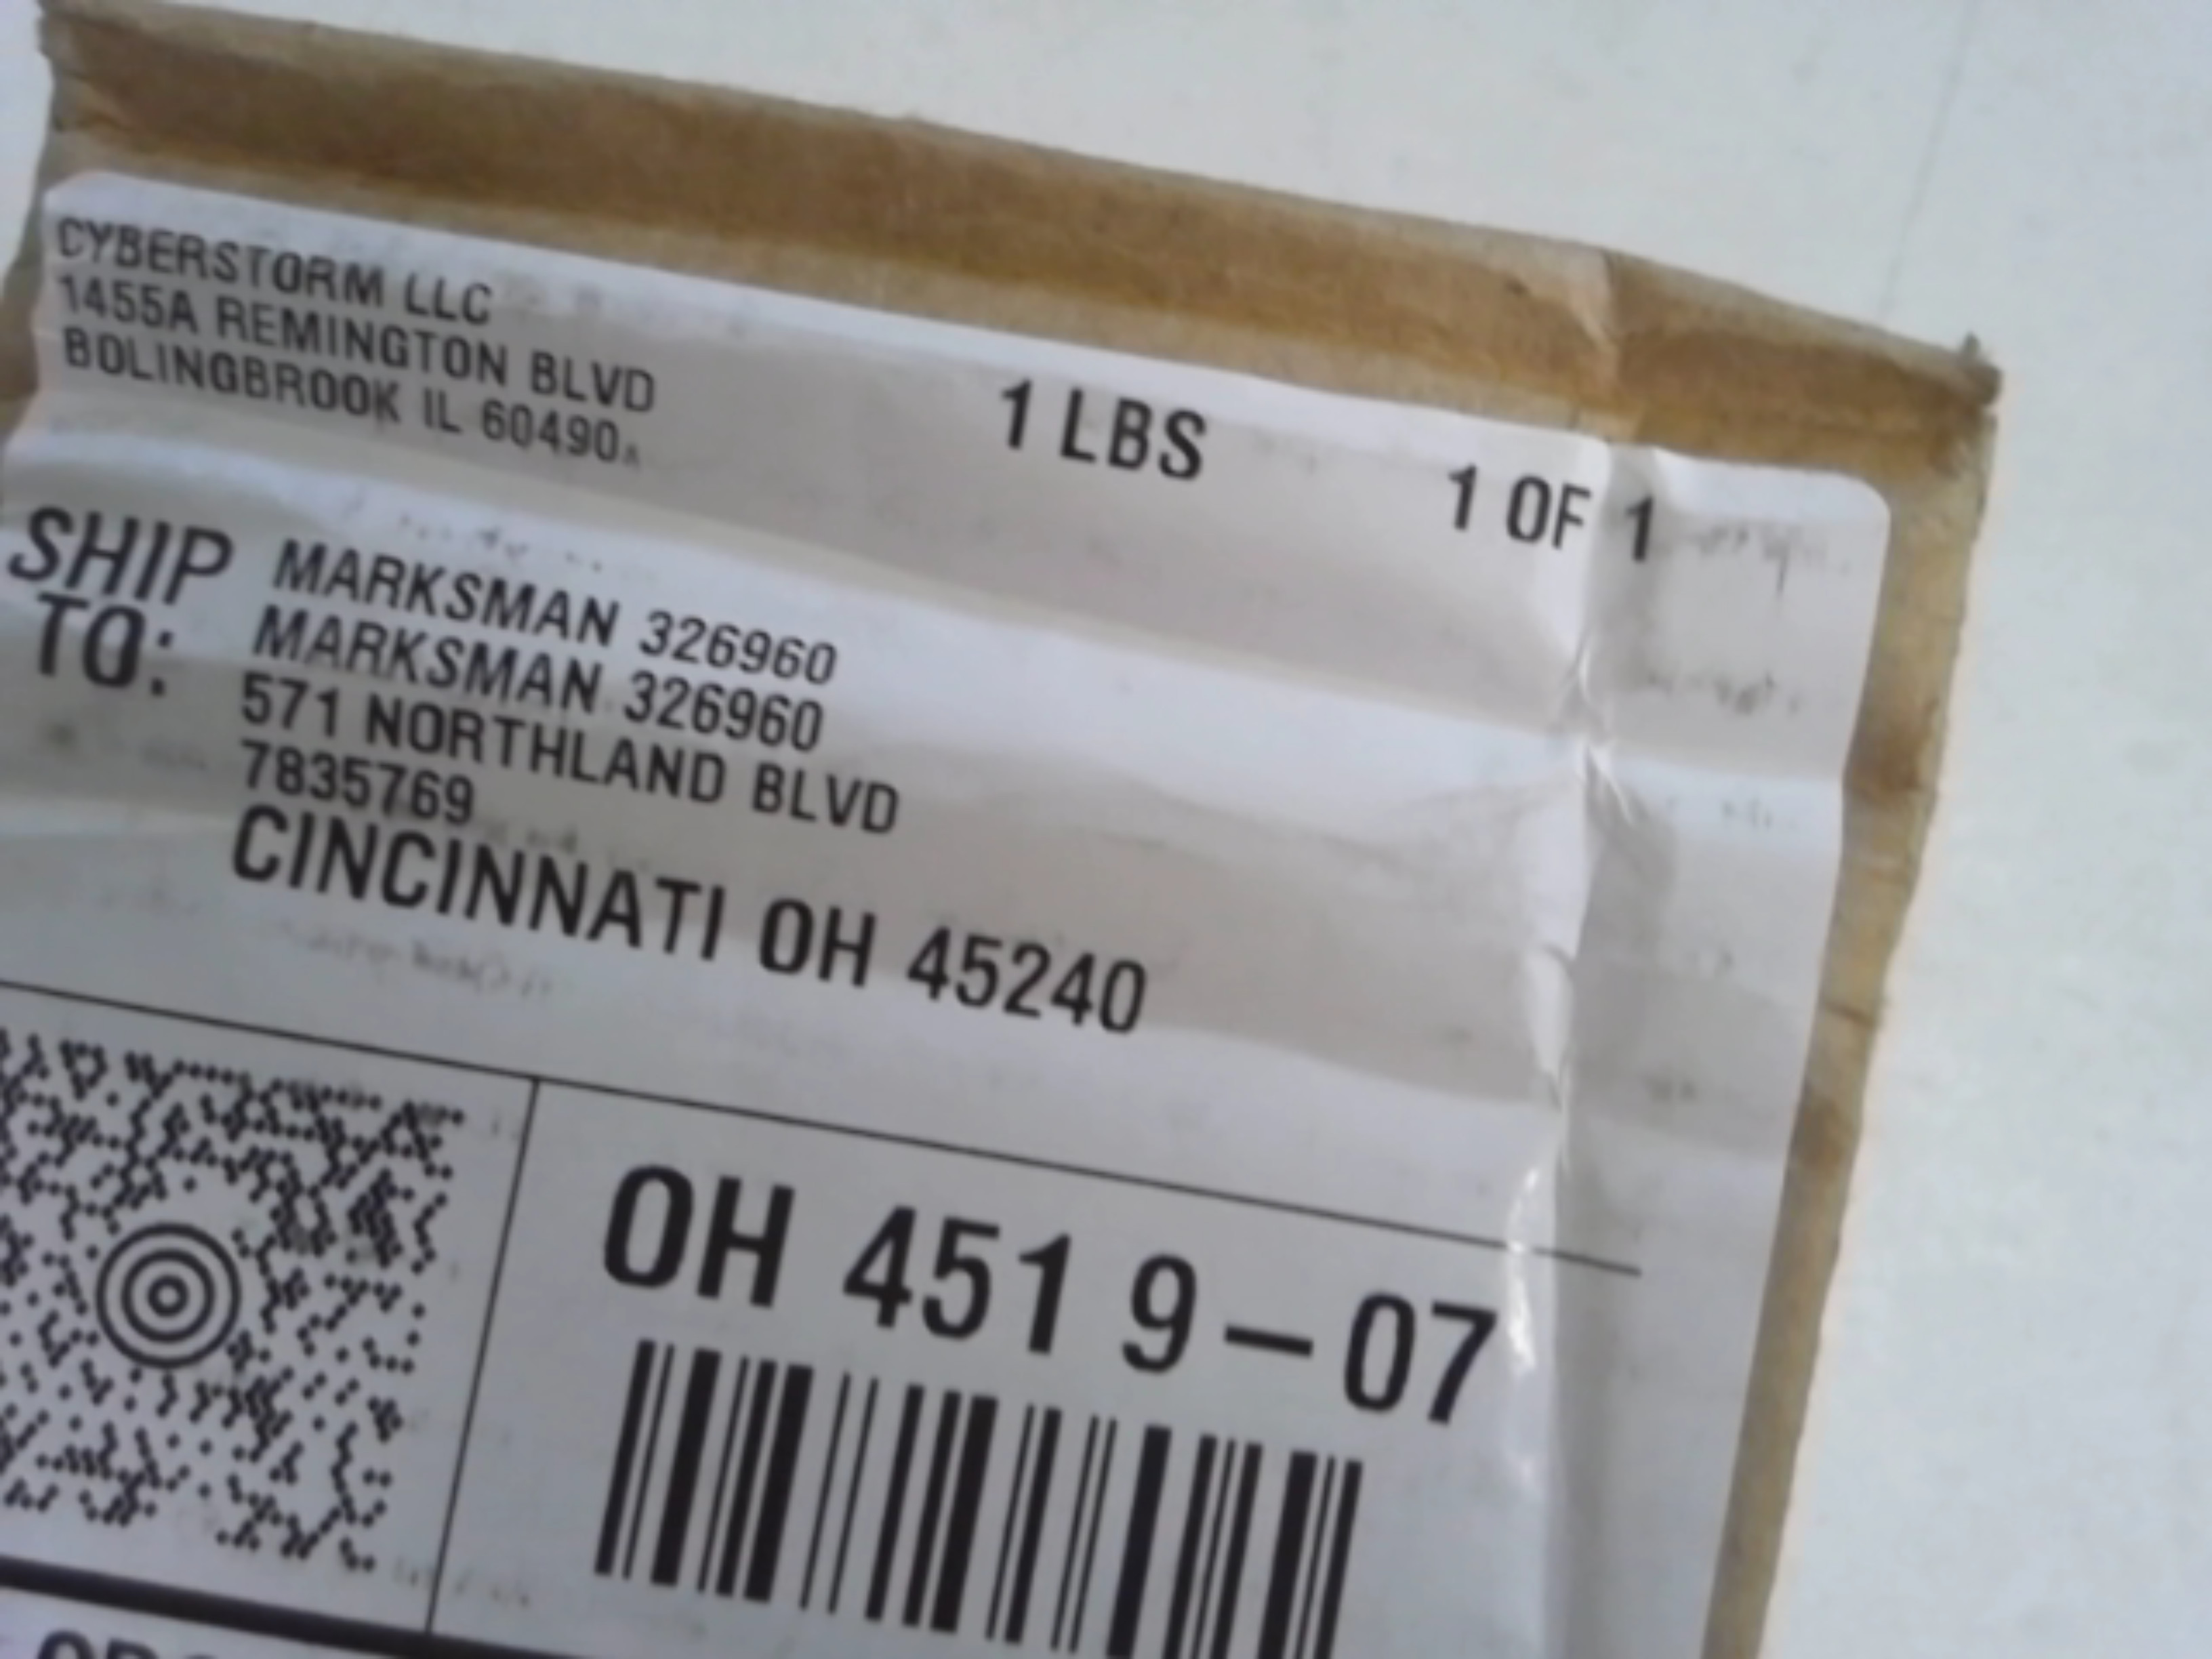 CYBERSTORM LLC
1455A REMINGTON BLVD
BOLINGBROOK IL 60490
1 LBS
1 OF 1
SHIP TO:
MARKSMAN 326960
MARKSMAN 326960
571 NORTHLAND BLVD
7835769
CINCINNATI OH 45240
OH 451 9-07